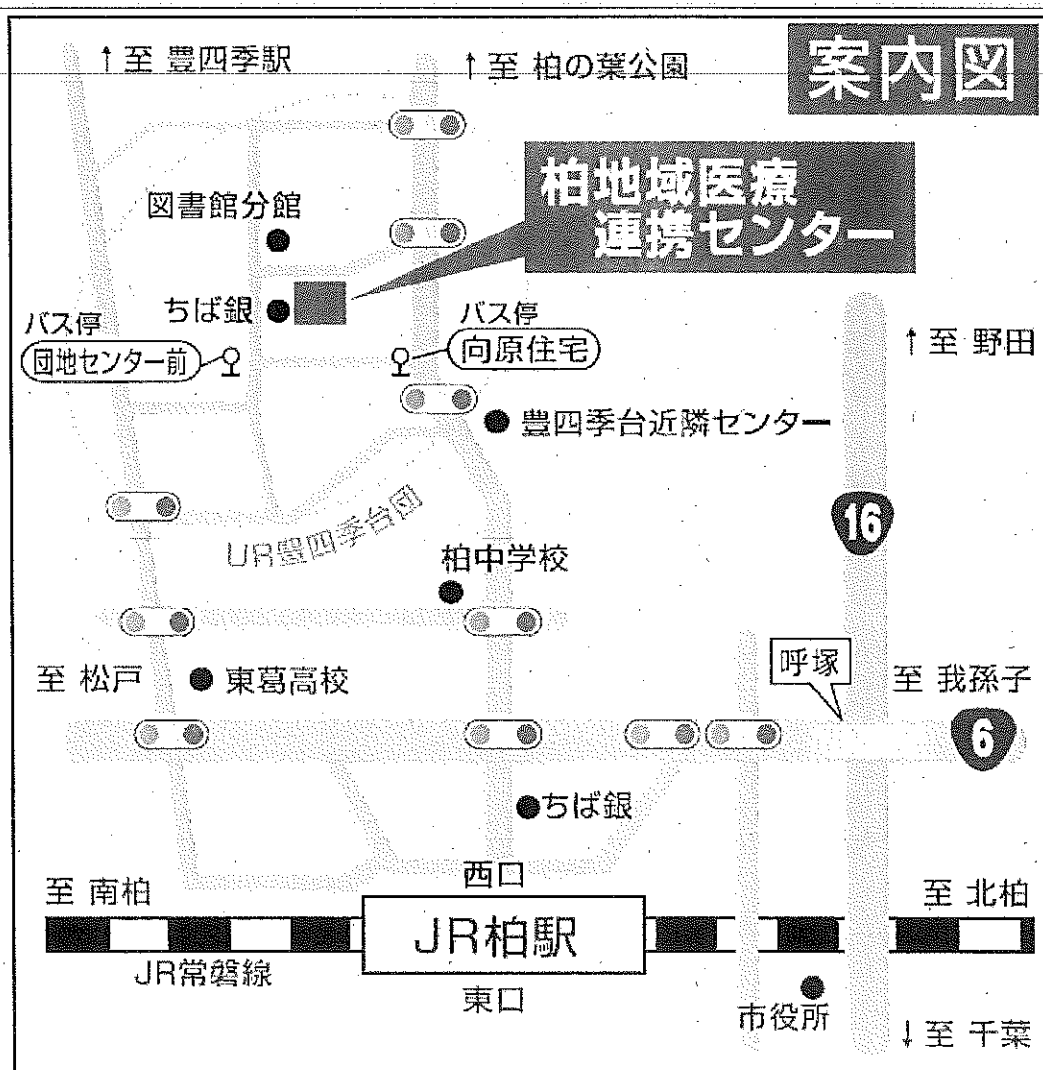 ↑至 豊四季駅
↑至 柏の葉公園
案内図
柏地域医療
連携センター
図書館分館
ちば銀
バス停
団地センター前
バス停
向原住宅
↑至 野田
豊四季台近隣センター
16
UR豊四季台団
柏中学校
呼塚
至 松戸
東葛高校
至 我孫子
6
ちば銀
西口
至 南柏
至 北柏
JR柏駅
JR常磐線
東口
市役所
↓至 千葉